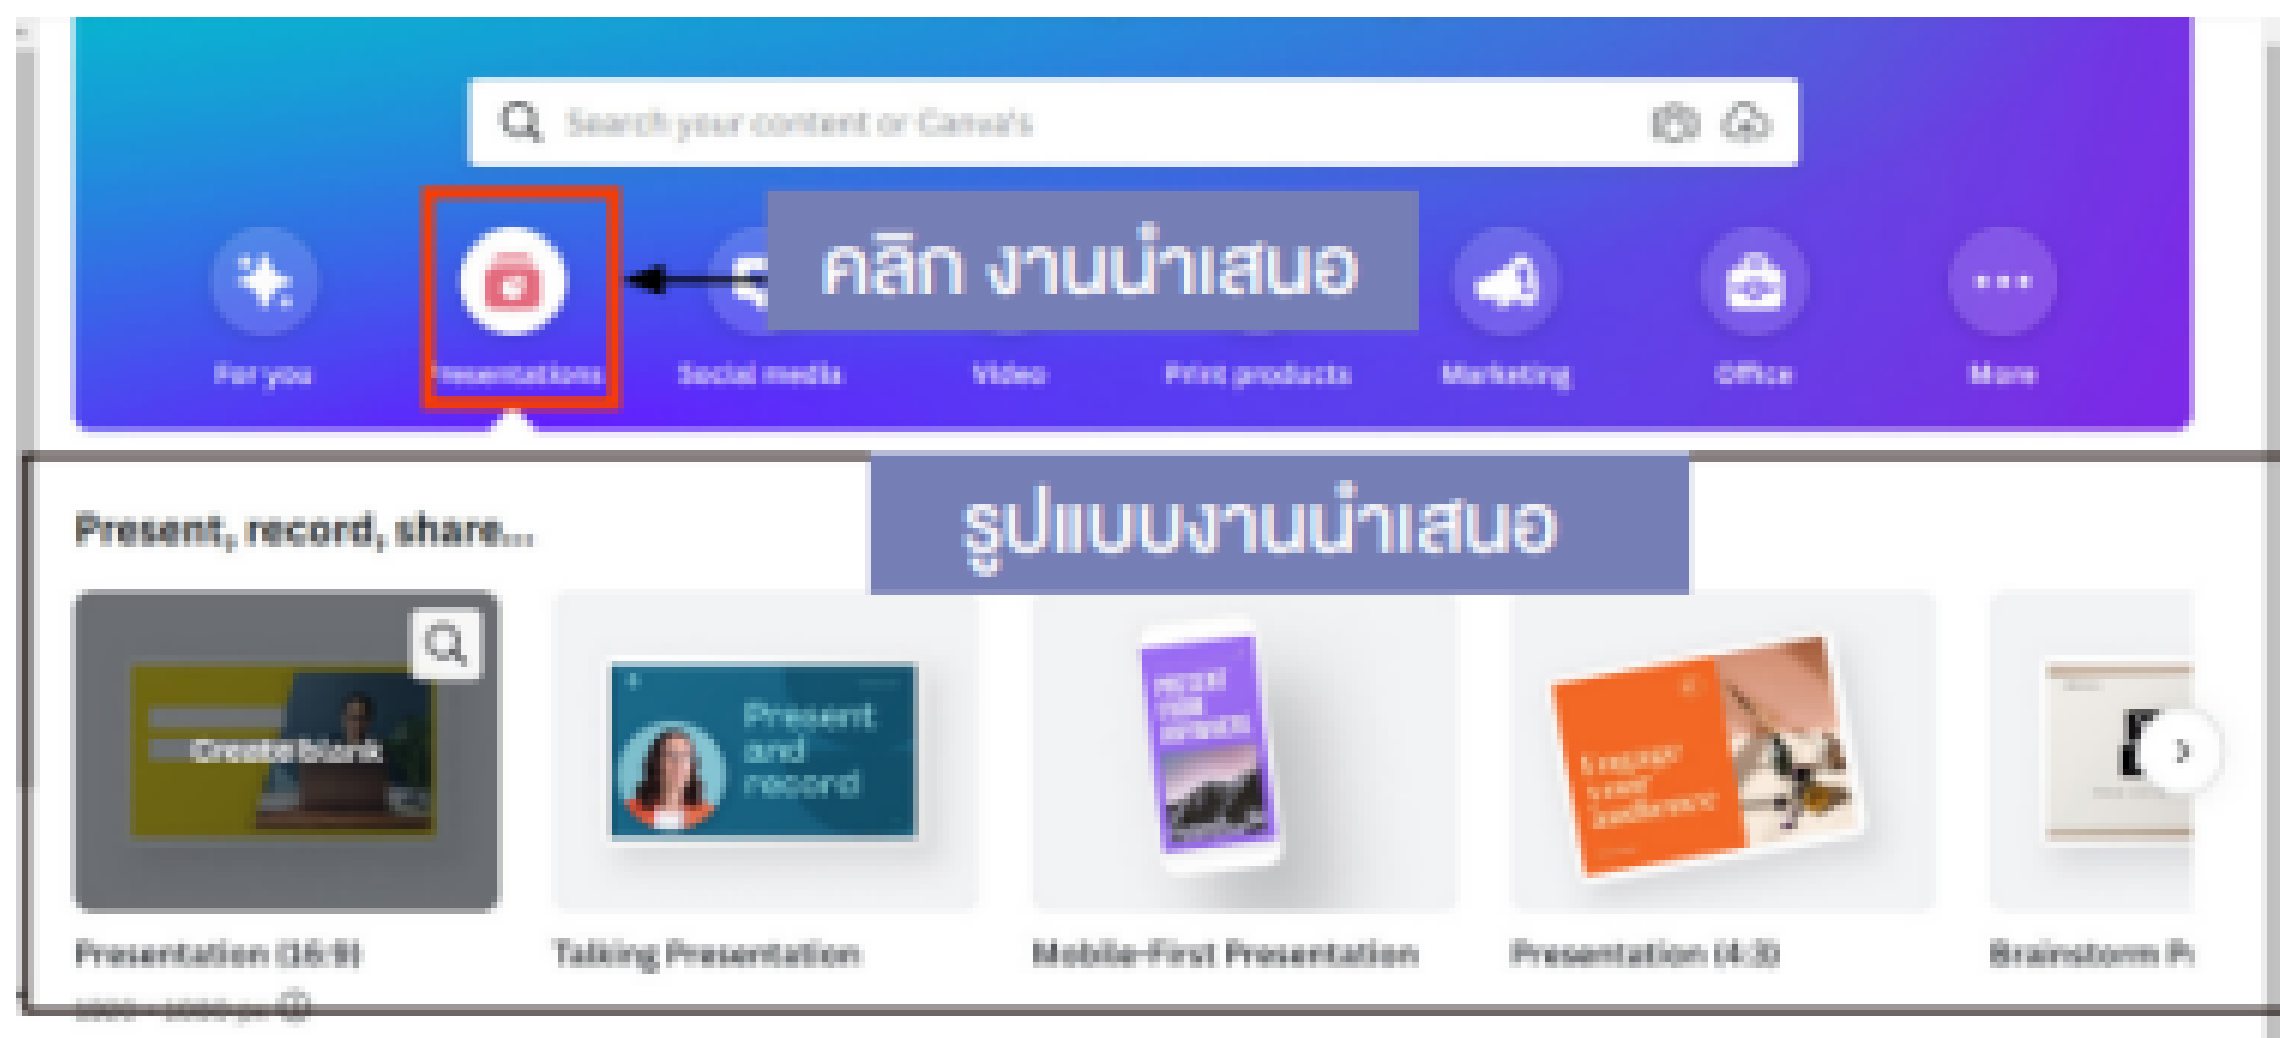 Search your content or Canva's
คลิก งานนำเสนอ
For you
Presentations
Social media
Video
Print products
Marketing
Office
More
รูปแบบงานนำเสนอ
Present, record, share...
Create blank
Present
and
record
Presentation (16:9)
Talking Presentation
Mobile-First Presentation
Presentation (4:3)
Brainstorm Pr